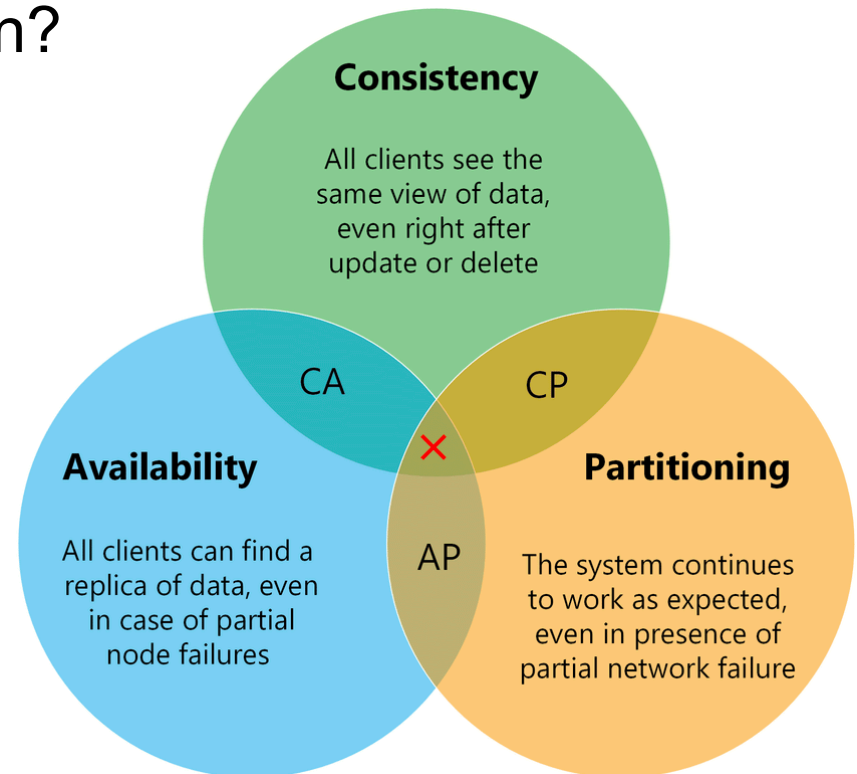 n?
Consistency
All clients see the
same view of data,
even right after
update or delete
CA
CP
Availability
Partitioning
All clients can find a
replica of data, even
in case of partial
node failures
AP
The system continues
to work as expected,
even in presence of
partial network failure